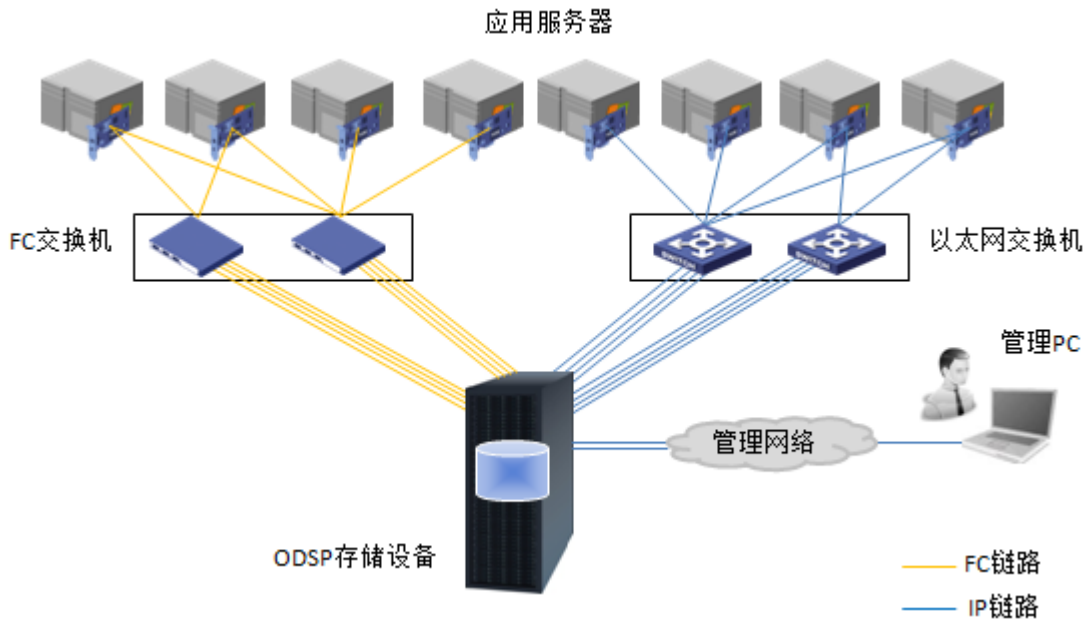 应用服务器
FC交换机
以太网交换机
SWITCH
SWITCH
管理PC
管理网络
ODSP存储设备
FC链路
IP链路